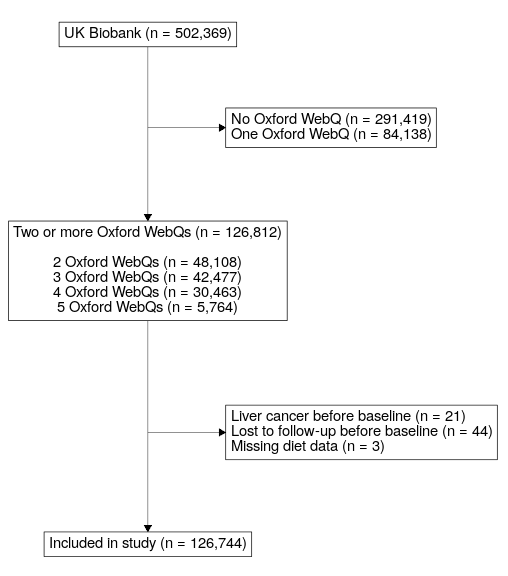 UK Biobank (n = 502,369)
No Oxford WebQ (n = 291,419)
One Oxford WebQ (n = 84,138)
Two or more Oxford WebQs (n = 126,812)
2 Oxford WebQs (n = 48,108)
3 Oxford WebQs (n = 42,477)
4 Oxford WebQs (n = 30,463)
5 Oxford WebQs (n = 5,764)
Liver cancer before baseline (n = 21)
Lost to follow-up before baseline (n = 44)
Missing diet data (n = 3)
Included in study (n = 126,744)